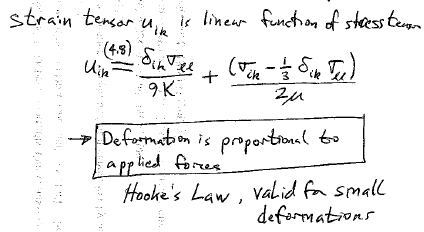 strain tensor u_ik is linear function of stress tensor
u_ik (4.8)= δ_ik σ_ll / 9K + (σ_ik - 1/3 δ_ik σ_ll) / 2μ
→ Deformation is proportional to
applied forces
Hooke's Law, valid for small
deformations